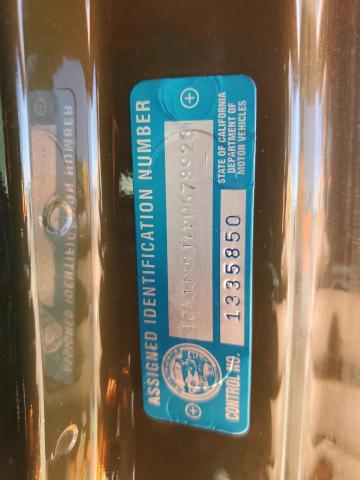 ASSIGNED IDENTIFICATION NUMBER
STATE OF CALIFORNIA
DEPARTMENT OF
MOTOR VEHICLES
CONTROL NO.
1335850